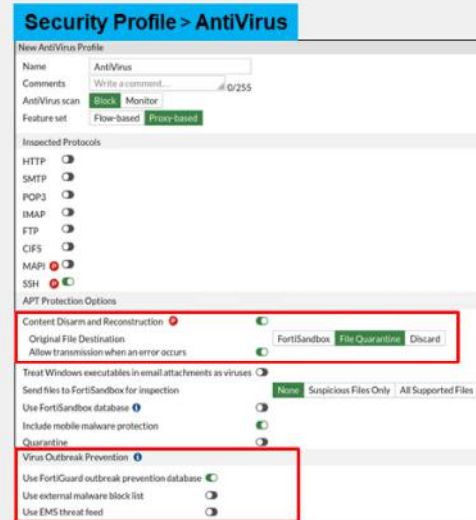 Security Profile > AntiVirus
New AntiVirus Profile
Name AntiVirus
Comments Write a comment... 0/255
AntiVirus scan Block Monitor
Feature set Flow-based Proxy-based
Inspected Protocols
HTTP
SMTP
POP3
IMAP
FTP
CIFS
MAPI P
SSH P
APT Protection Options
Content Disarm and Reconstruction P
Original File Destination FortiSandbox File Quarantine Discard
Allow transmission when an error occurs
Treat Windows executables in email attachments as viruses
Send files to FortiSandbox for inspection None Suspicious Files Only All Supported Files
Use FortiSandbox database
Include mobile malware protection
Quarantine
Virus Outbreak Prevention
Use FortiGuard outbreak prevention database
Use external malware block list
Use EMS threat feed